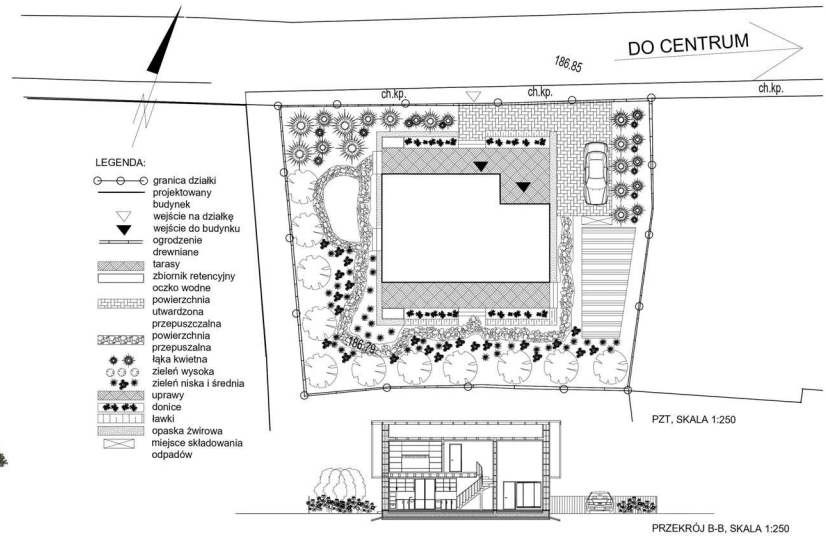 DO CENTRUM
186.85
ch.kp.
ch.kp.
ch.kp.
LEGENDA:
granica działki
projektowany
budynek
wejście na działkę
wejście do budynku
ogrodzenie
drewniane
tarasy
zbiornik retencyjny
oczko wodne
powierzchnia
utwardzona
przepuszczalna
powierzchnia
przepuszalna
łąka kwietna
zieleń wysoka
zieleń niska i średnia
uprawy
donice
ławki
opaska żwirowa
miejsce składowania
odpadów
186.79
PZT, SKALA 1:250
PRZEKRÓJ B-B, SKALA 1:250